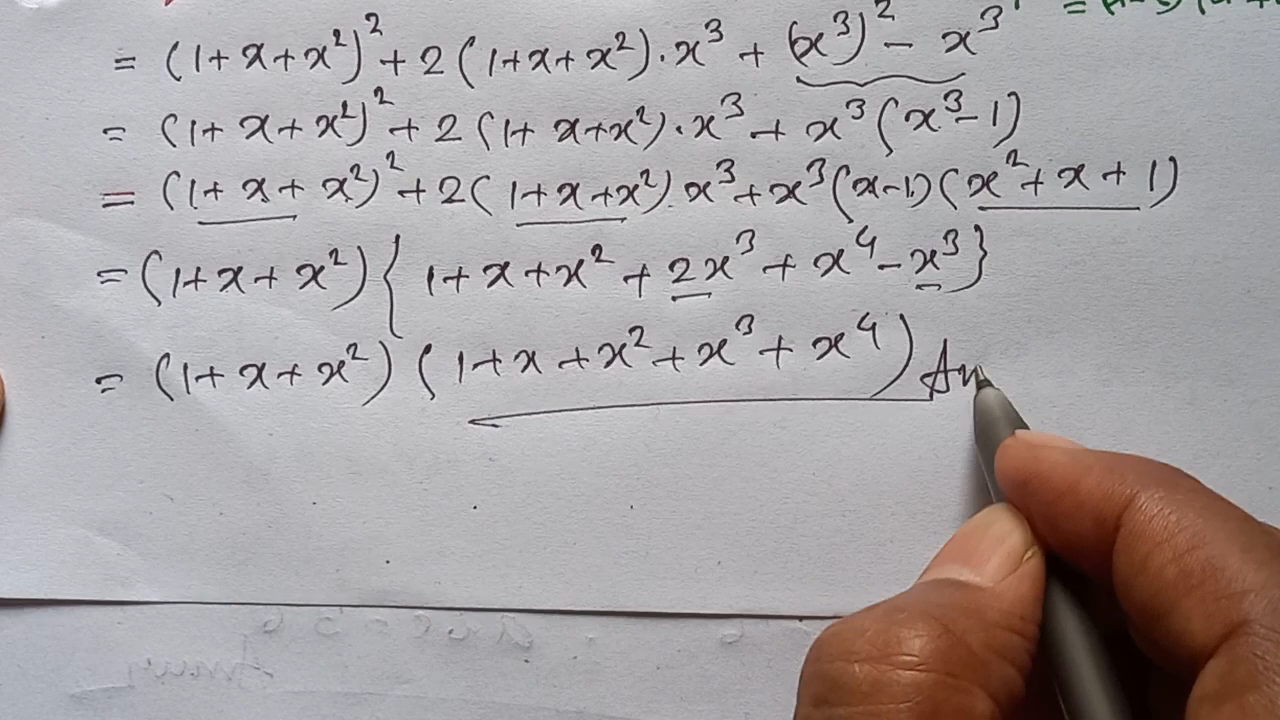 = (1+x+x²)² + 2(1+x+x²)·x³ + (x³)² - x³
= (1+x+x²)² + 2(1+x+x²)·x³ + x³(x³-1)
= (1+x+x²)² + 2(1+x+x²).x³ + x³(x-1)(x²+x+1)
= (1+x+x²){1+x+x²+2x³+x⁴-x³}
= (1+x+x²)(1+x+x²+x³+x⁴)